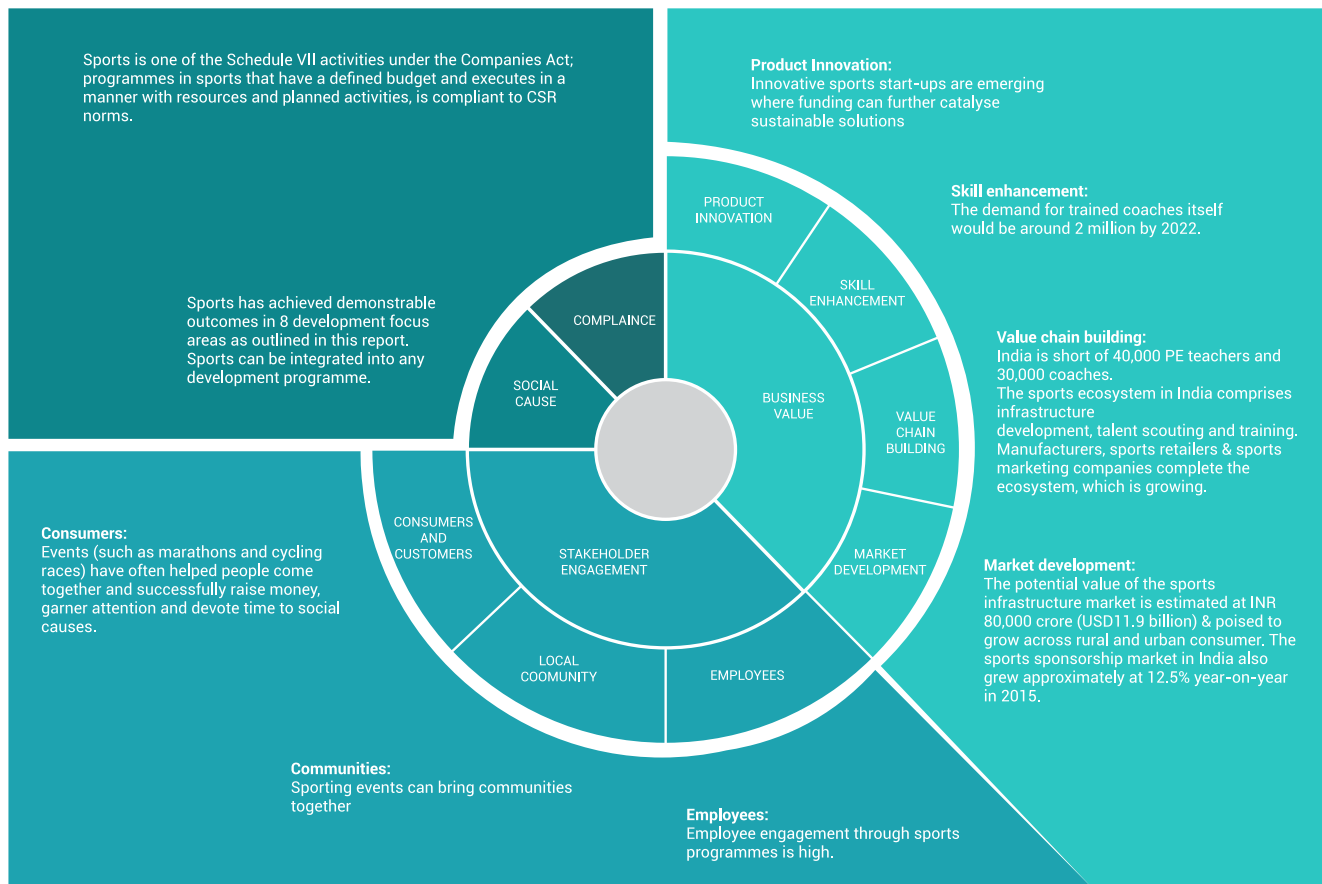 Sports is one of the Schedule VII activities under the Companies Act;
programmes in sports that have a defined budget and executes in a
manner with resources and planned activities, is compliant to CSR
norms.
Product Innovation:
Innovative sports start-ups are emerging
where funding can further catalyse
sustainable solutions
Skill enhancement:
The demand for trained coaches itself
would be around 2 million by 2022.
Sports has achieved demonstrable
outcomes in 8 development focus
areas as outlined in this report.
Sports can be integrated into any
development programme.
Value chain building:
India is short of 40,000 PE teachers and
30,000 coaches.
The sports ecosystem in India comprises
infrastructure
development, talent scouting and training.
Manufacturers, sports retailers & sports
marketing companies complete the
ecosystem, which is growing.
PRODUCT
INNOVATION
SKILL
ENHANCEMENT
VALUE
CHAIN
BUILDING
MARKET
DEVELOPMENT
BUSINESS
VALUE
COMPLAINCE
SOCIAL
CAUSE
STAKEHOLDER
ENGAGEMENT
CONSUMERS
AND
CUSTOMERS
LOCAL
COOMUNITY
EMPLOYEES
Consumers:
Events (such as marathons and cycling
races) have often helped people come
together and successfully raise money,
garner attention and devote time to social
causes.
Market development:
The potential value of the sports
infrastructure market is estimated at INR
80,000 crore (USD11.9 billion) & poised to
grow across rural and urban consumer. The
sports sponsorship market in India also
grew approximately at 12.5% year-on-year
in 2015.
Communities:
Sporting events can bring communities
together
Employees:
Employee engagement through sports
programmes is high.